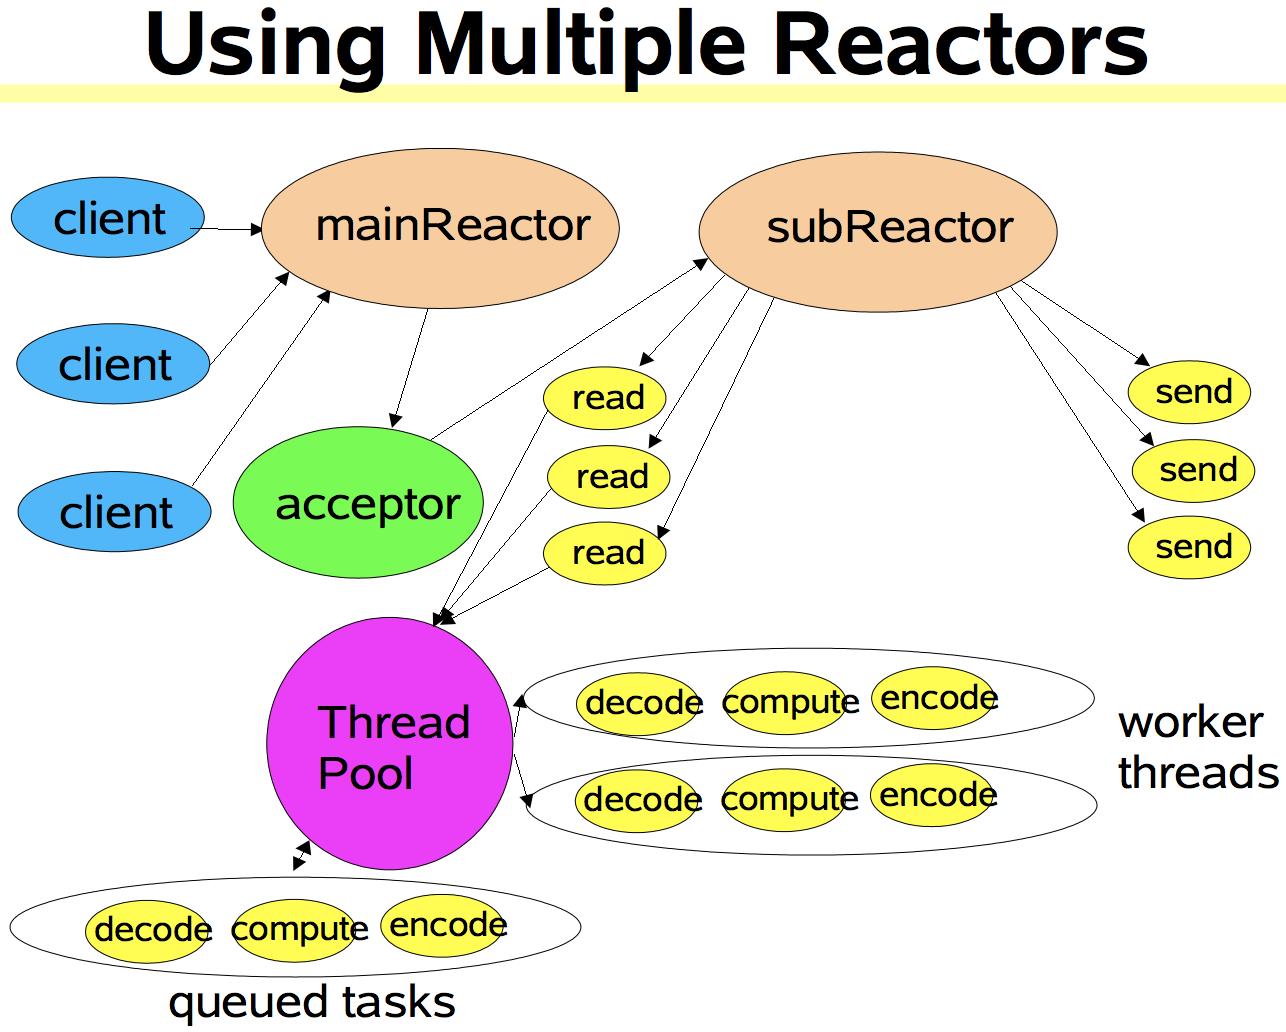 Using Multiple Reactors
client
mainReactor
subReactor
client
read
send
client
acceptor
read
send
read
send
Thread
Pool
decode compute encode
decode compute encode
worker
threads
decode compute encode
queued tasks